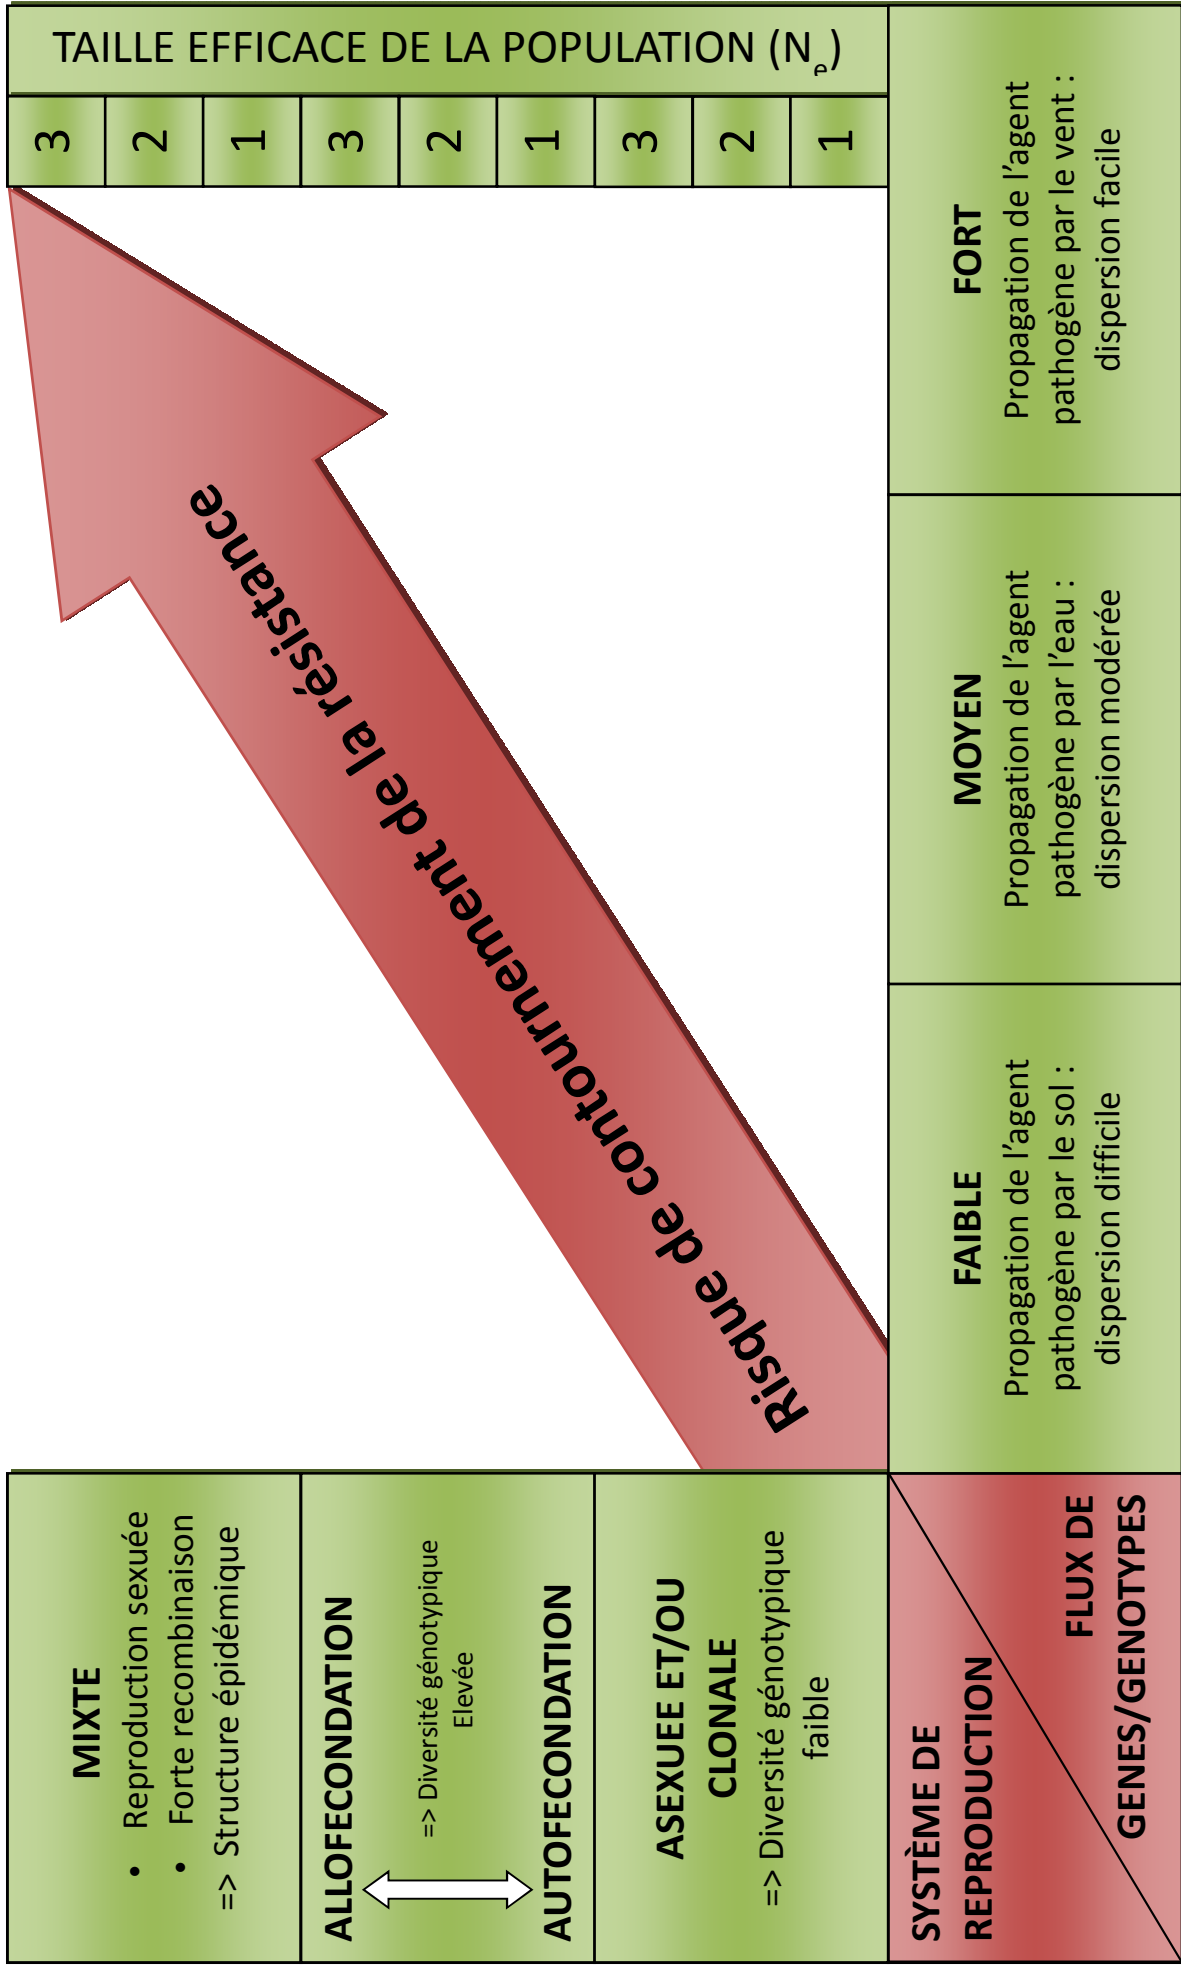 MIXTE
• Reproduction sexuée
• Forte recombinaison
=> Structure épidémique
ALLOFECONDATION
=> Diversité génotypique
Elevée
AUTOFECONDATION
ASEXUEE ET/OU
CLONALE
=> Diversité génotypique
faible
SYSTÈME DE
REPRODUCTION
FLUX DE
GENES/GENOTYPES
Risque de contournement de la résistance
FAIBLE
Propagation de l'agent
pathogène par le sol :
dispersion difficile
MOYEN
Propagation de l'agent
pathogène par l'eau :
dispersion modérée
FORT
Propagation de l'agent
pathogène par le vent :
dispersion facile
3
2
1
3
2
1
3
2
1
TAILLE EFFICACE DE LA POPULATION (Ne)